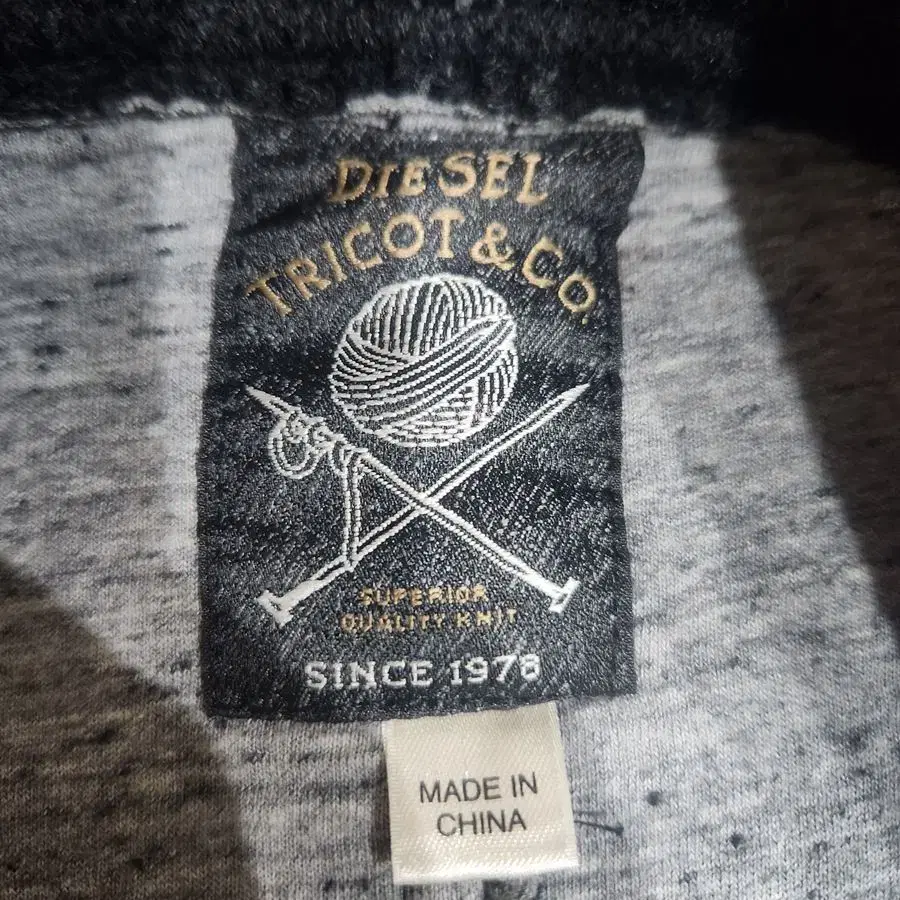 DIESEL
TRICOT & CO.
SUPERIOR
QUALITY KNIT
SINCE 1978
MADE IN
CHINA